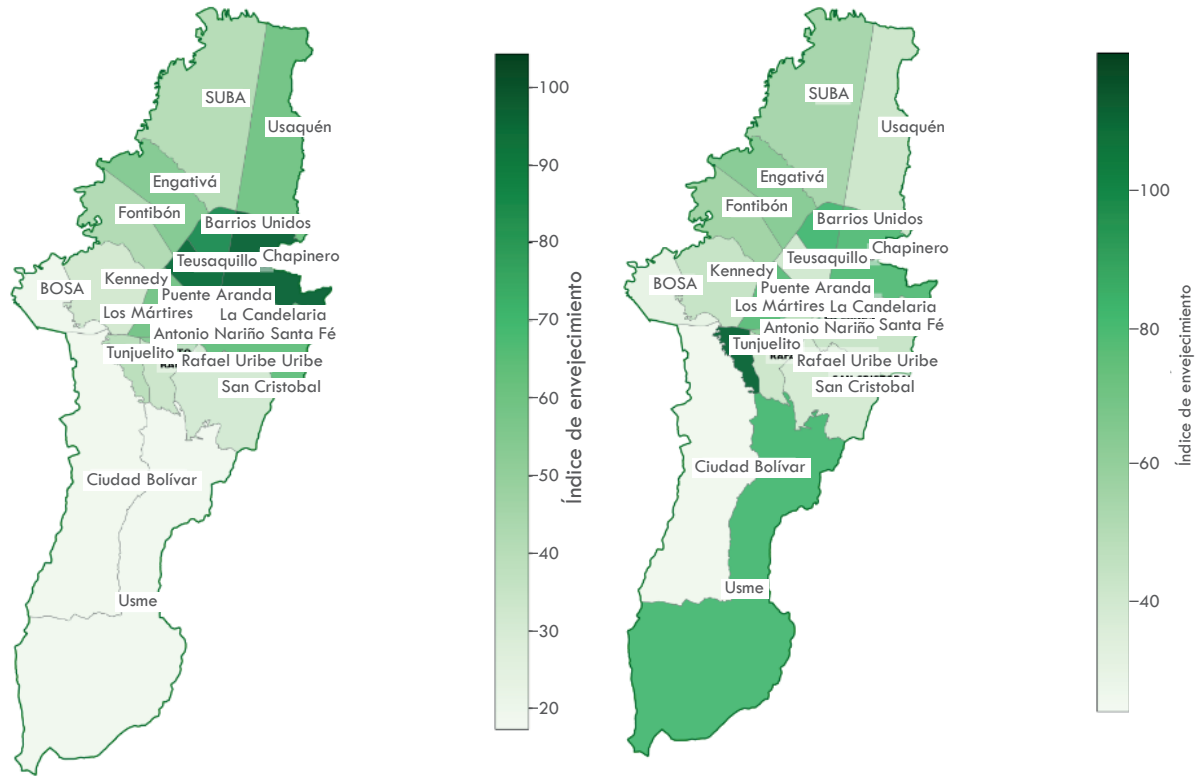 SUBA
Usaquén
Engativá
Fontibón
Barrios Unidos
Teusaquillo
Chapinero
Kennedy
BOSA
Puente Aranda
Los Mártires
La Candelaria
Antonio Nariño
Santa Fé
Tunjuelito
Rafael Uribe Uribe
San Cristobal
Ciudad Bolívar
Usme
100
90
80
70
60
50
40
30
20
Índice de envejecimiento
SUBA
Usaquén
Engativá
Fontibón
Barrios Unidos
Chapinero
Teusaquillo
Kennedy
BOSA
Puente Aranda
Los Mártires
La Candelaria
Antonio Nariño
Santa Fé
Tunjuelito
Rafael Uribe Uribe
San Cristobal
Ciudad Bolívar
Usme
100
80
60
40
Índice de envejecimiento